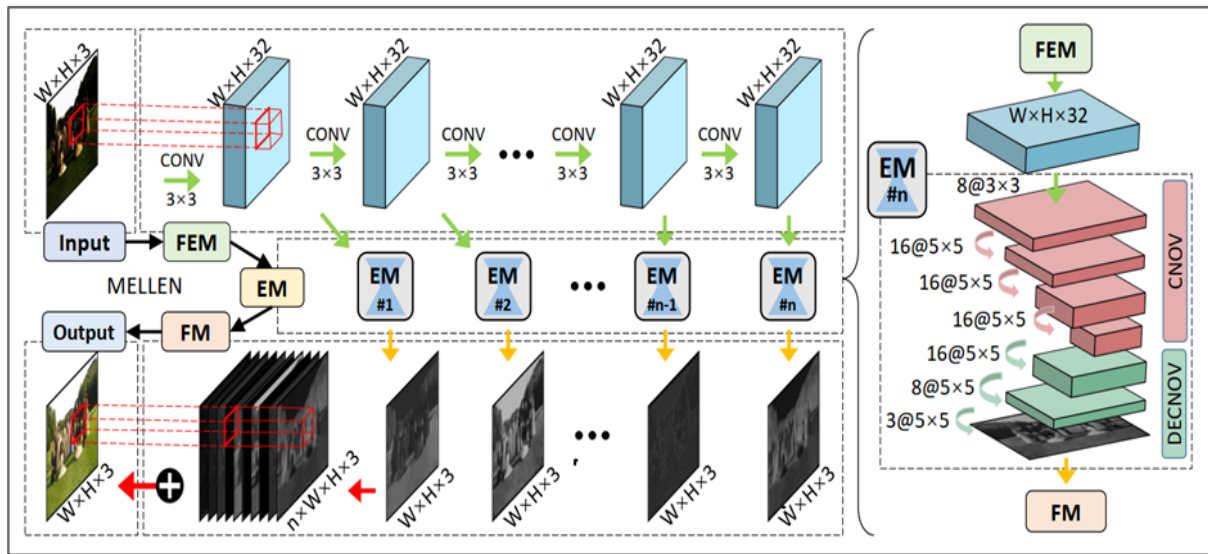 W×H×3
W×H×32
W×H×32
W×H×32
W×H×32
CONV
3×3
CONV
3×3
CONV
3×3
CONV
3×3
CONV
3×3
Input
FEM
MELLEN
EM
Output
FM
EM
#1
EM
#2
EM
#n-1
EM
#n
W×H×3
n×W×H×3
W×H×3
W×H×3
W×H×3
W×H×3
FEM
W×H×32
EM
#n
8@3×3
16@5×5
16@5×5
16@5×5
16@5×5
8@5×5
3@5×5
CNOV
DECNOV
FM